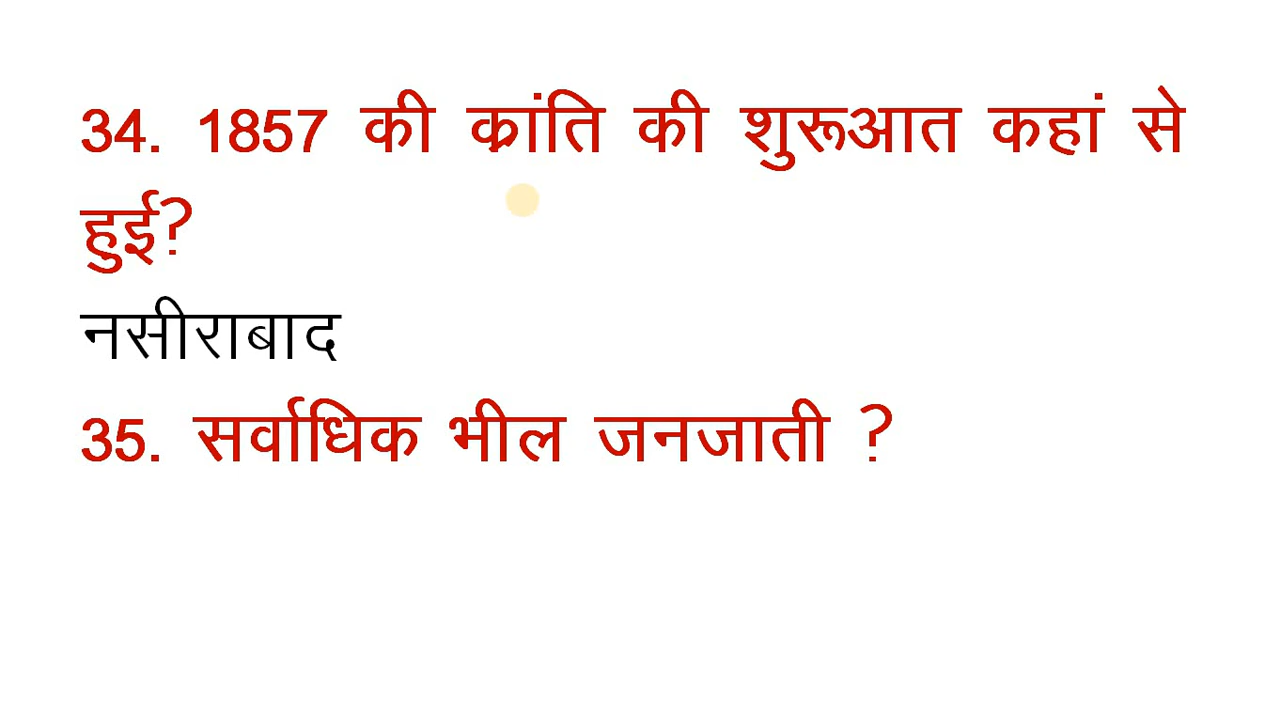 34. 1857 की क्रांति की शुरूआत कहां से
हुई?
नसीराबाद
35. सर्वाधिक भील जनजाती ?